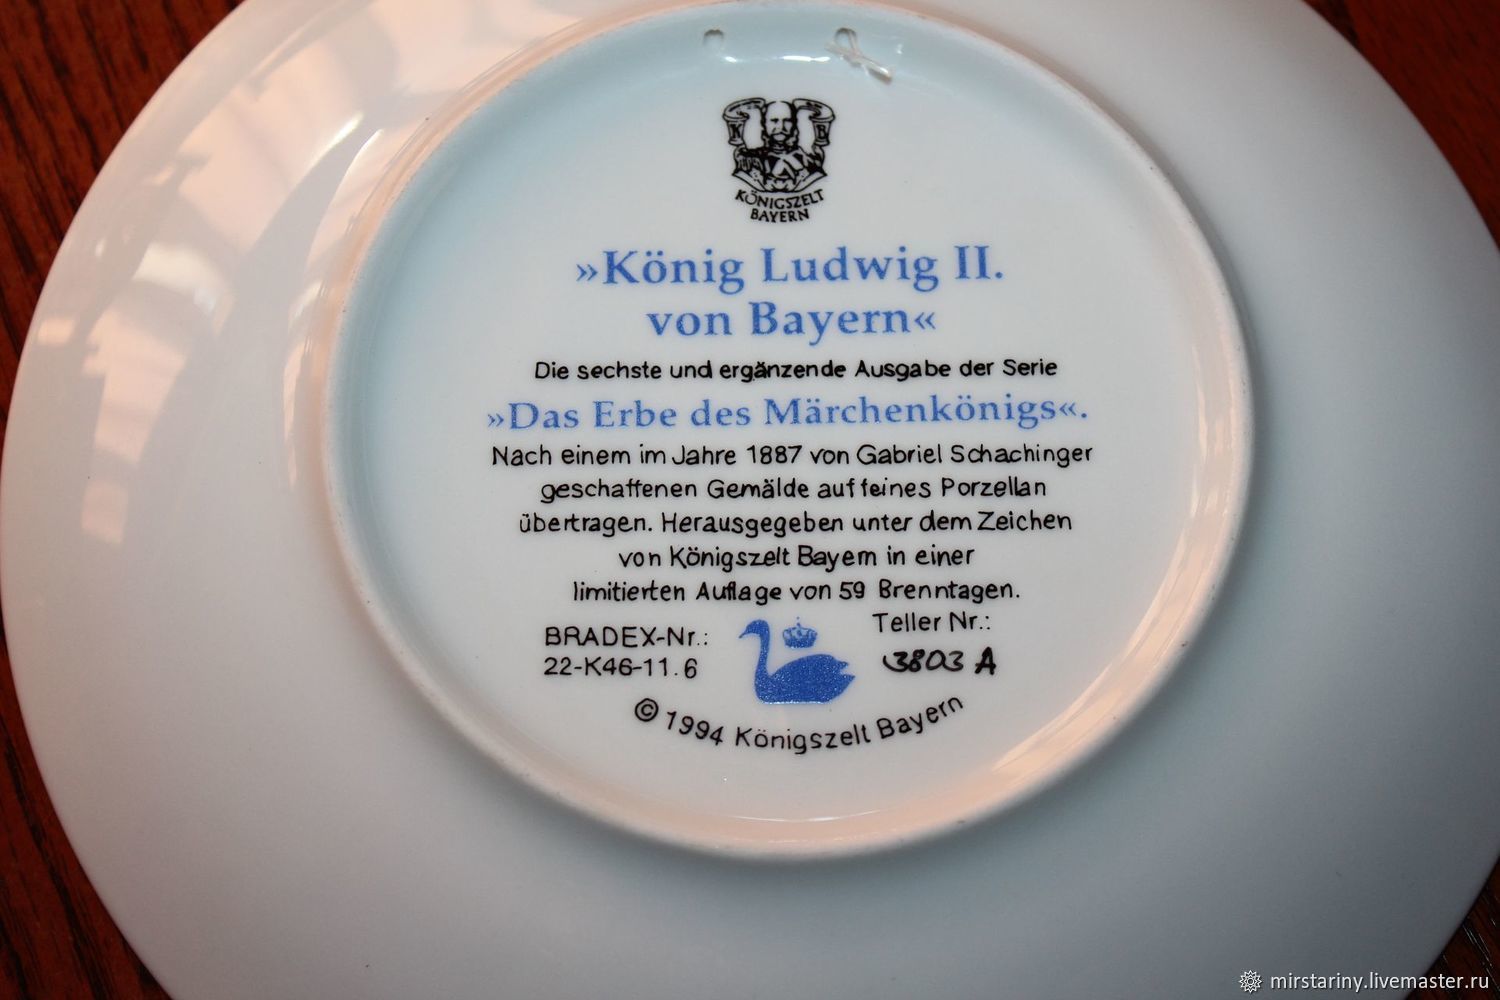 K B
KÖNIGSZELT
BAYERN
»König Ludwig II.
von Bayern«
Die sechste und ergänzende Ausgabe der Serie
»Das Erbe des Märchenkönigs«.
Nach einem im Jahre 1887 von Gabriel Schachinger
geschaffenen Gemälde auf feines Porzellan
übertragen. Herausgegeben unter dem Zeichen
von Königszelt Bayern in einer
limitierten Auflage von 59 Brenntagen.
BRADEX-Nr.:
22-K46-11.6
Teller Nr.:
3803 A
© 1994 Königszelt Bayern
mirstariny.livemaster.ru